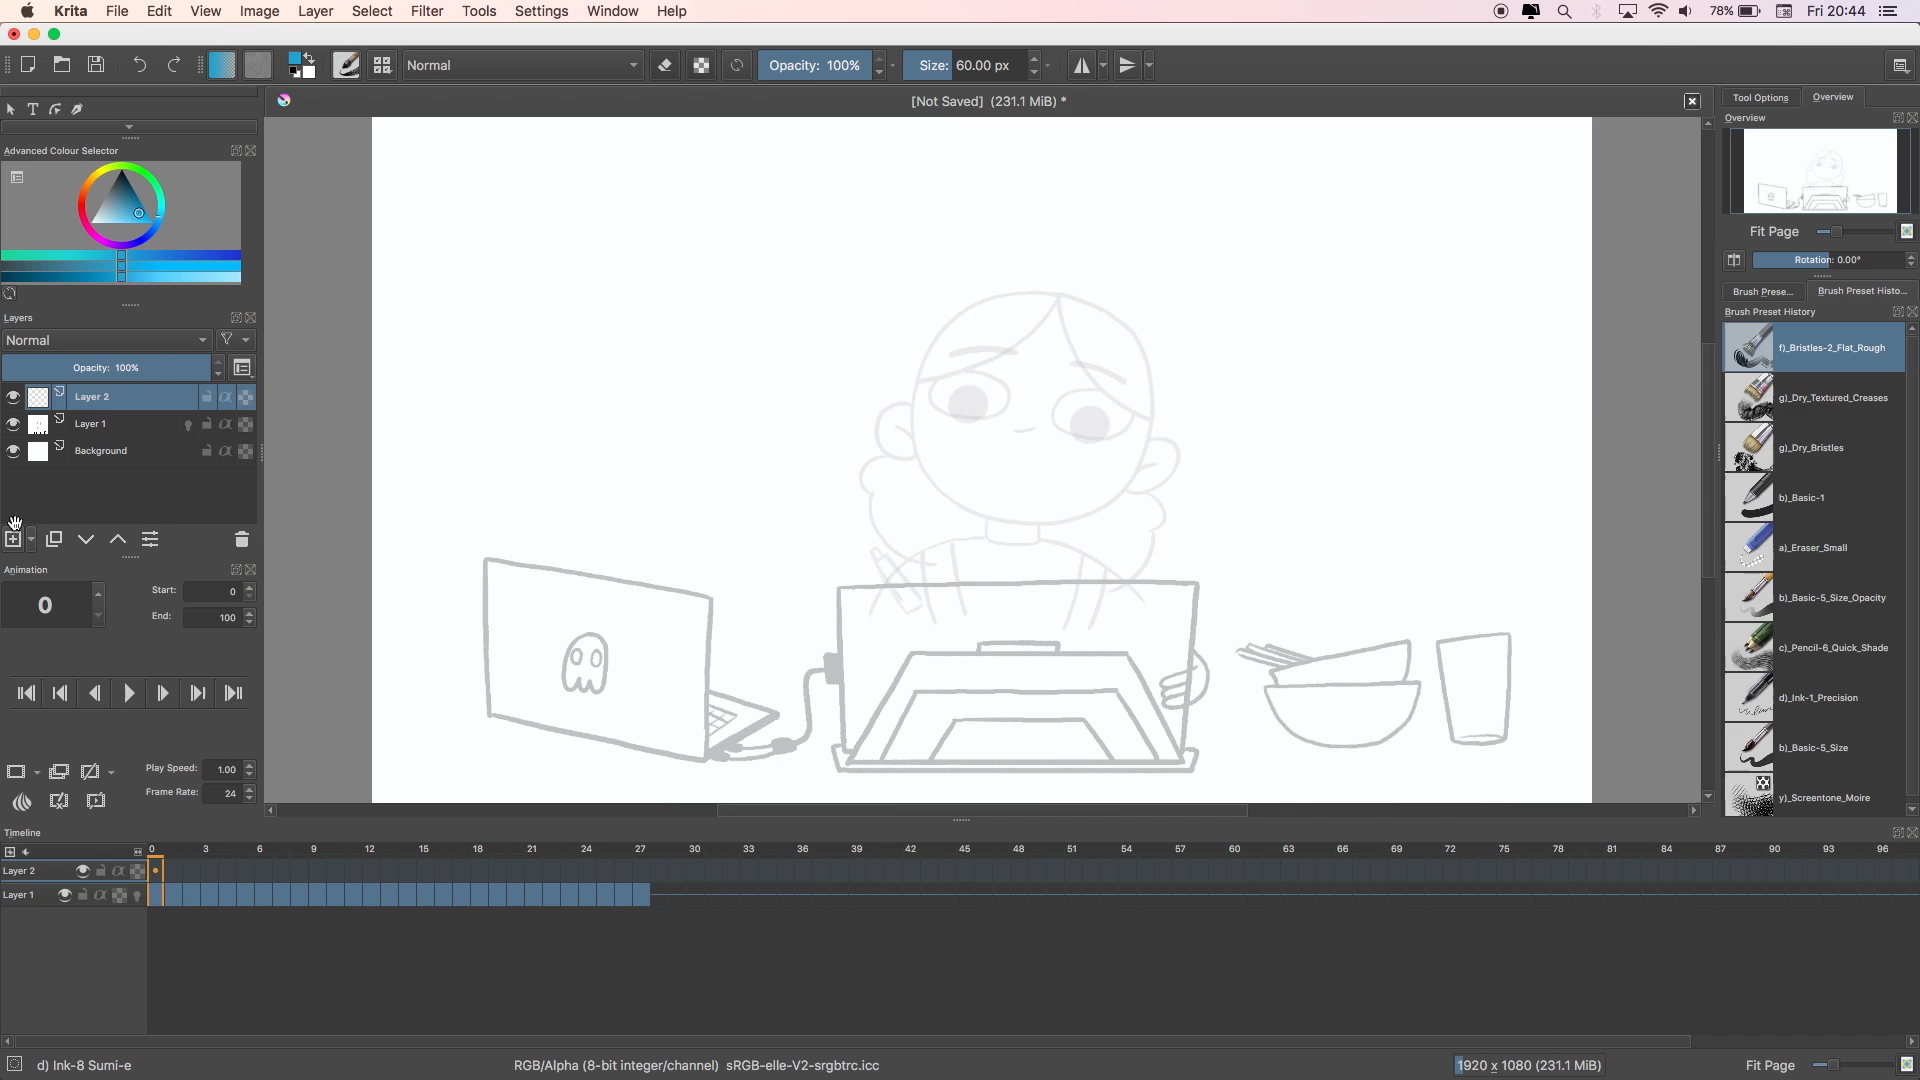 Krita File Edit View Image Layer Select Filter Tools Settings Window Help 78% Fri 20:44
Normal Opacity: 100% Size: 60.00 px
[Not Saved] (231.1 MiB) *
Tool Options Overview
Overview
Advanced Colour Selector
Fit Page
Rotation: 0.00°
Brush Prese... Brush Preset Histo...
Brush Preset History
f)_Bristles-2_Flat_Rough
g)_Dry_Textured_Creases
g)_Dry_Bristles
b)_Basic-1
a)_Eraser_Small
b)_Basic-5_Size_Opacity
c)_Pencil-6_Quick_Shade
d)_Ink-1_Precision
b)_Basic-5_Size
y)_Screentone_Moire
Layers
Normal
Opacity: 100%
Layer 2
Layer 1
Background
Animation
0
Start: 0
End: 100
Play Speed: 1.00
Frame Rate: 24
Timeline
0 3 6 9 12 15 18 21 24 27 30 33 36 39 42 45 48 51 54 57 60 63 66 69 72 75 78 81 84 87 90 93 96
Layer 2
Layer 1
d) Ink-8 Sumi-e RGB/Alpha (8-bit integer/channel) sRGB-elle-V2-srgbtrc.icc 1920 x 1080 (231.1 MiB) Fit Page